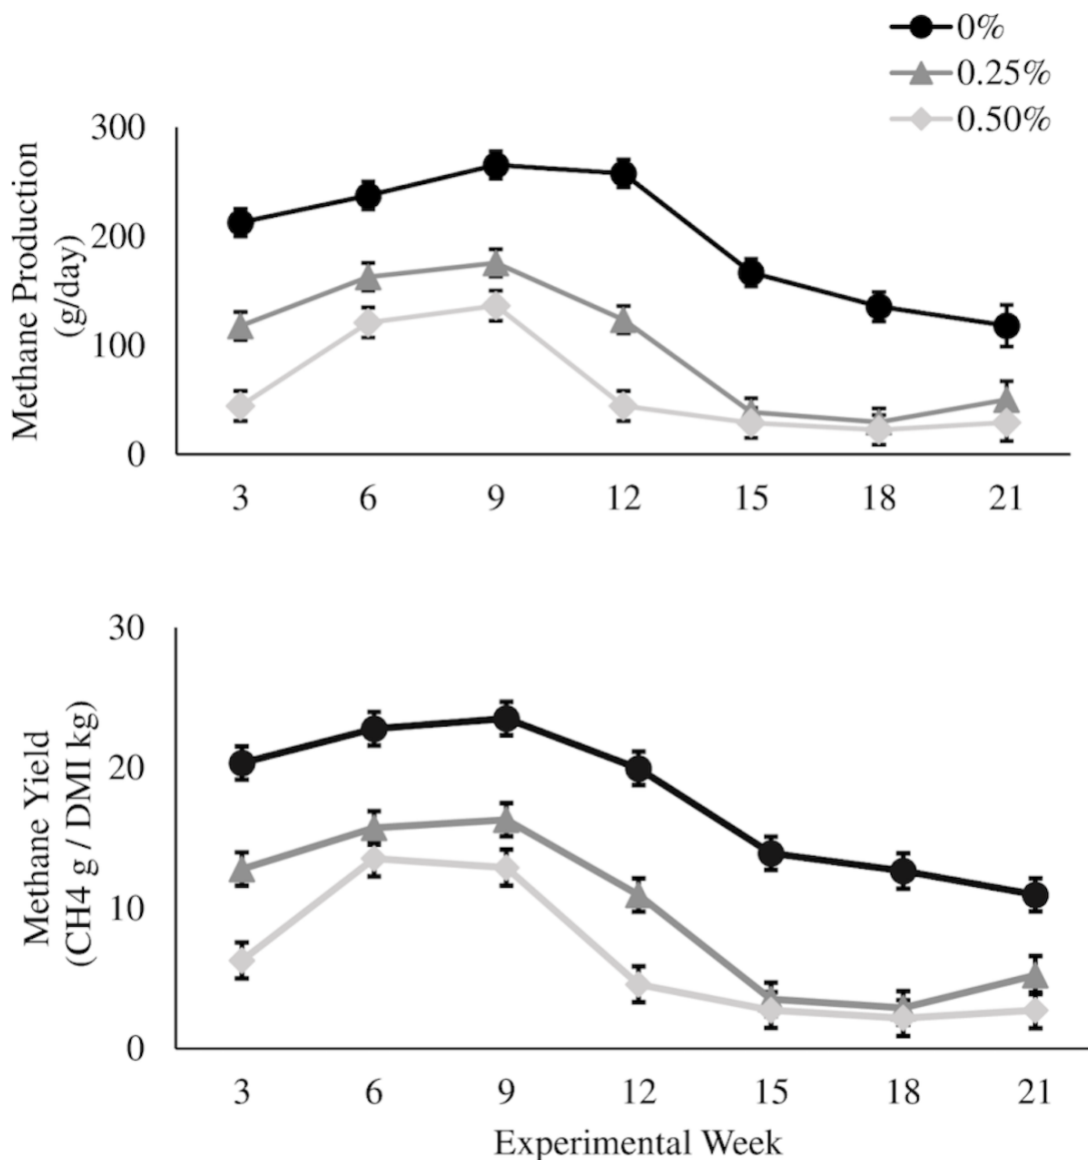 0%
0.25%
0.50%
Methane Production
(g/day)
300
200
100
0
3 6 9 12 15 18 21
Methane Yield
(CH4 g / DMI kg)
30
20
10
0
3 6 9 12 15 18 21
Experimental Week